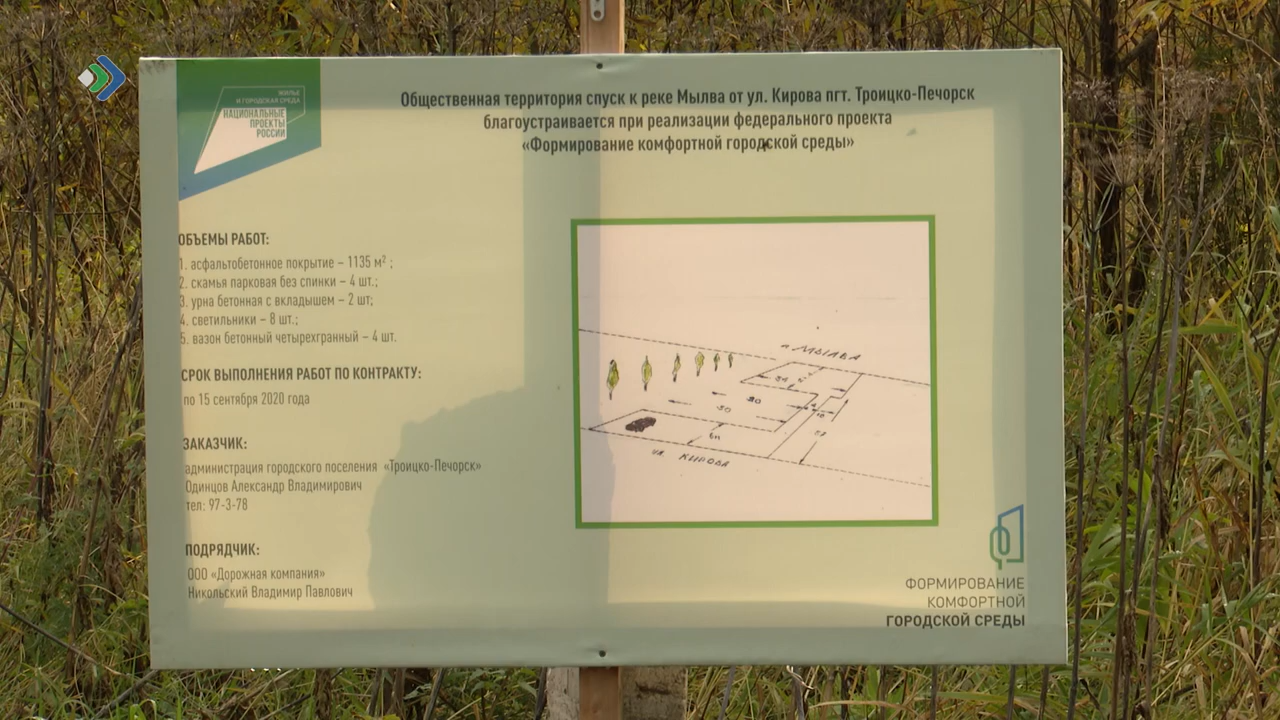 ЖИЛЬЕ
И ГОРОДСКАЯ СРЕДА
НАЦИОНАЛЬНЫЕ
ПРОЕКТЫ
РОССИИ
Общественная территория спуск к реке Мылва от ул. Кирова пгт. Троицко-Печорск
благоустраивается при реализации федерального проекта
«Формирование комфортной городской среды»
ОБЪЕМЫ РАБОТ:
1. асфальтобетонное покрытие – 1135 м² ;
2. скамья парковая без спинки – 4 шт.;
3. урна бетонная с вкладышем – 2 шт;
4. светильники – 8 шт.;
5. вазон бетонный четырехгранный – 4 шт.
СРОК ВЫПОЛНЕНИЯ РАБОТ ПО КОНТРАКТУ:
по 15 сентября 2020 года
ЗАКАЗЧИК:
администрация городского поселения «Троицко-Печорск»
Одинцов Александр Владимирович
тел: 97-3-78
ПОДРЯДЧИК:
ООО «Дорожная компания»
Никольский Владимир Павлович
р. МЫЛВА
30
50
ул. КИРОВА
ФОРМИРОВАНИЕ
КОМФОРТНОЙ
ГОРОДСКОЙ СРЕДЫ